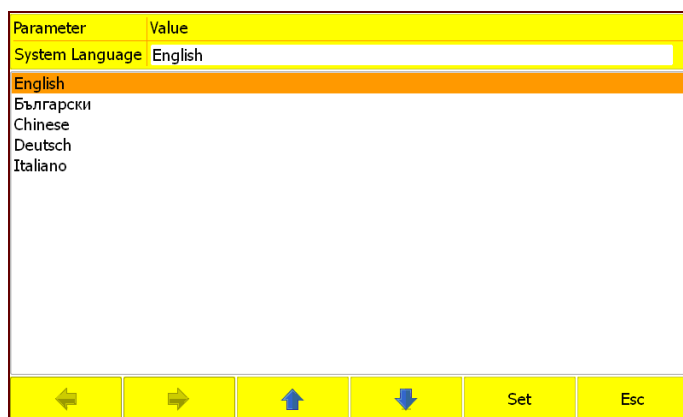 Parameter Value
System Language English
English
Български
Chinese
Deutsch
Italiano
Set Esc